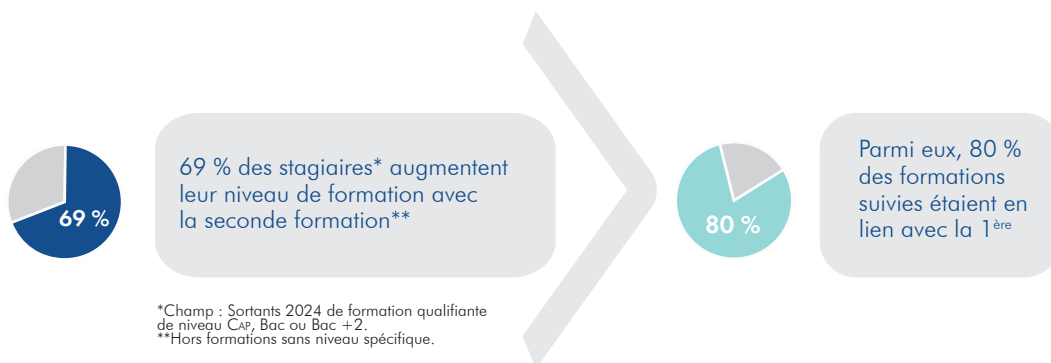 69 %
69 % des stagiaires* augmentent
leur niveau de formation avec
la seconde formation**
*Champ : Sortants 2024 de formation qualifiante
de niveau CAP, Bac ou Bac +2.
**Hors formations sans niveau spécifique.
80 %
Parmi eux, 80 %
des formations
suivies étaient en
lien avec la 1ère